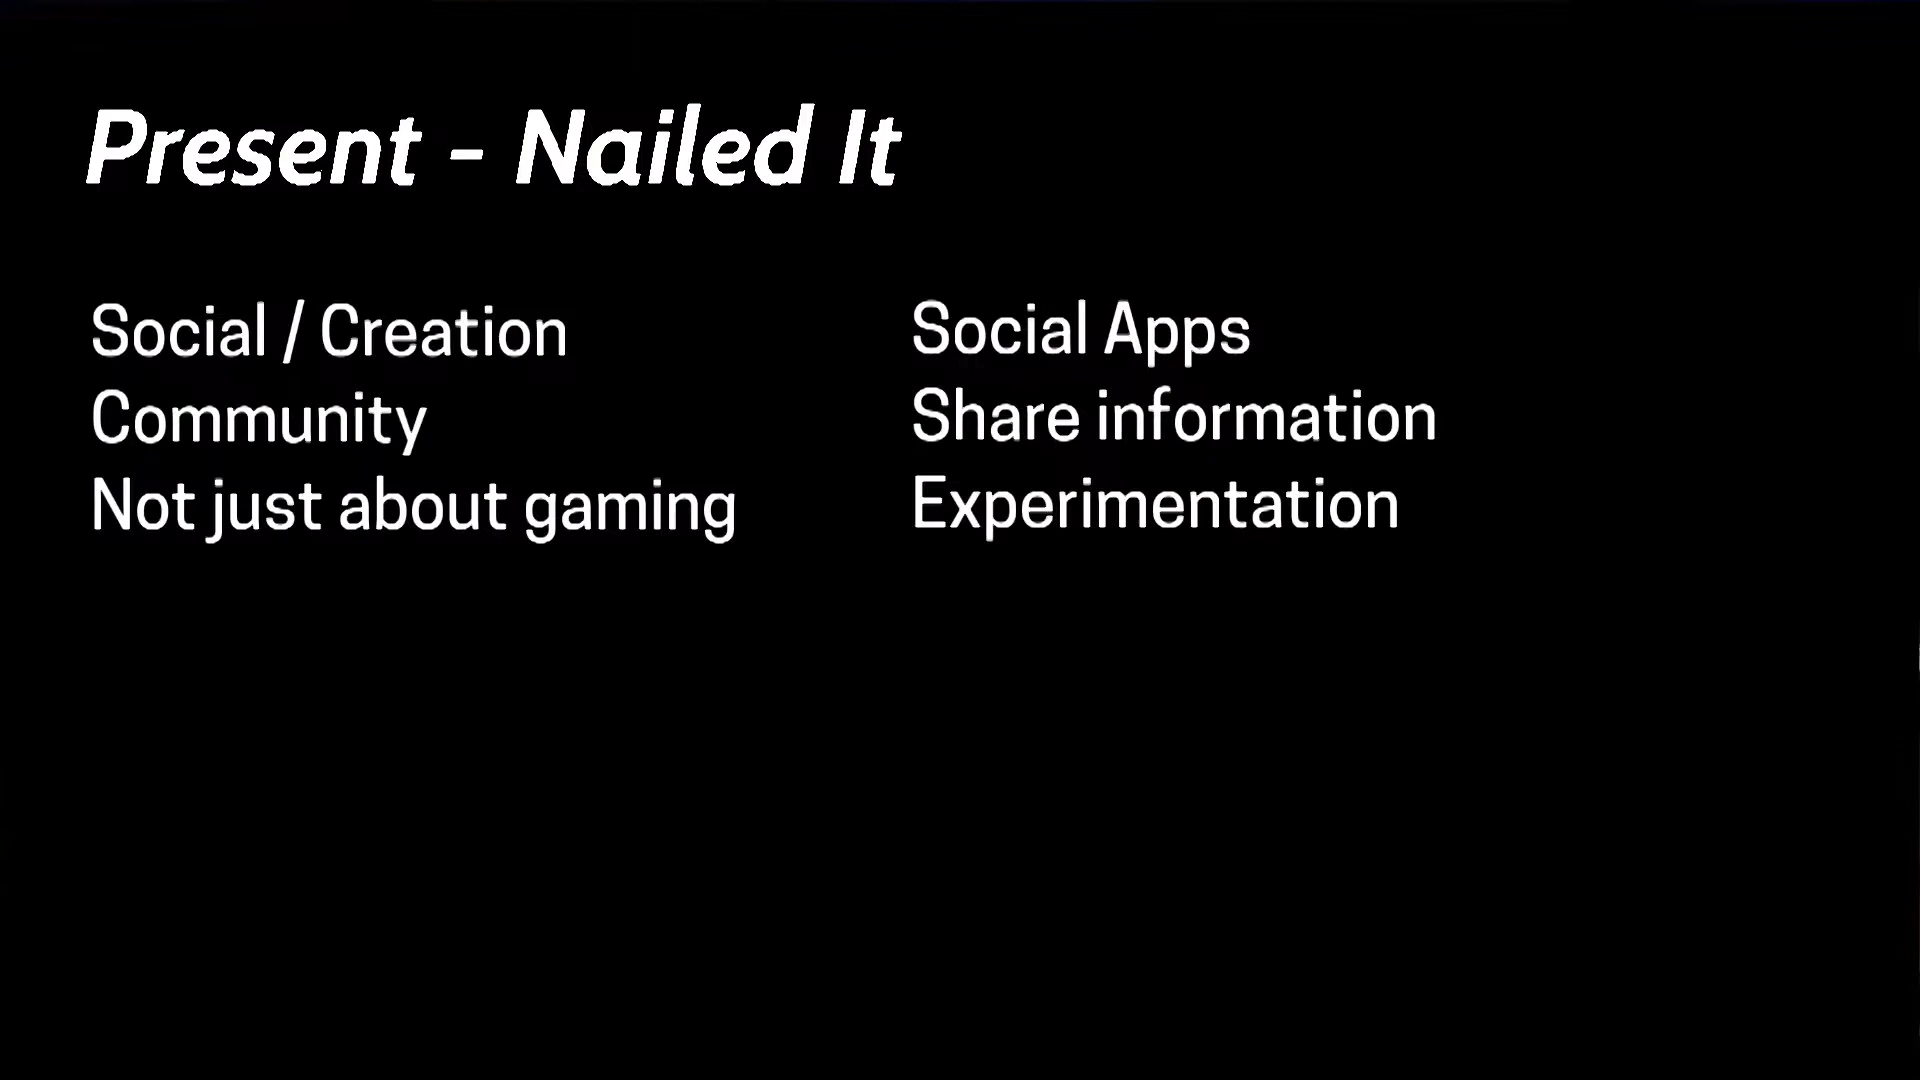 Present - Nailed It
Social / Creation
Community
Not just about gaming
Social Apps
Share information
Experimentation